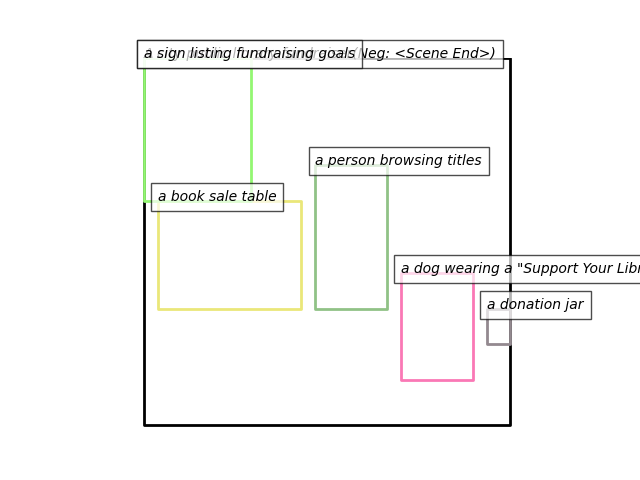 a sign listing fundraising goals Neg: <Scene End>)
a person browsing titles
a book sale table
a dog wearing a "Support Your Libr
a donation jar